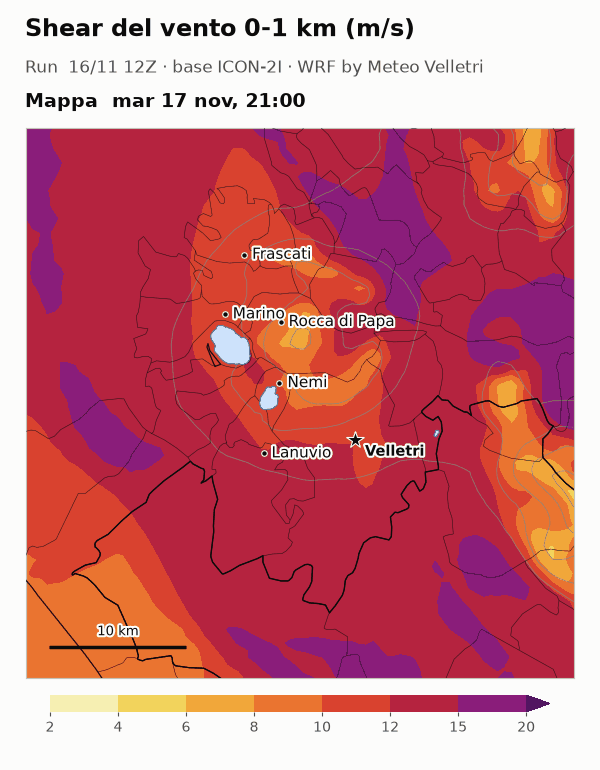 Shear del vento 0-1 km (m/s)
Run 16/11 12Z · base ICON-2I · WRF by Meteo Velletri
Mappa mar 17 nov, 21:00
Frascati
Marino
Rocca di Papa
Nemi
Velletri
Lanuvio
10 km
2 4 6 8 10 12 15 20